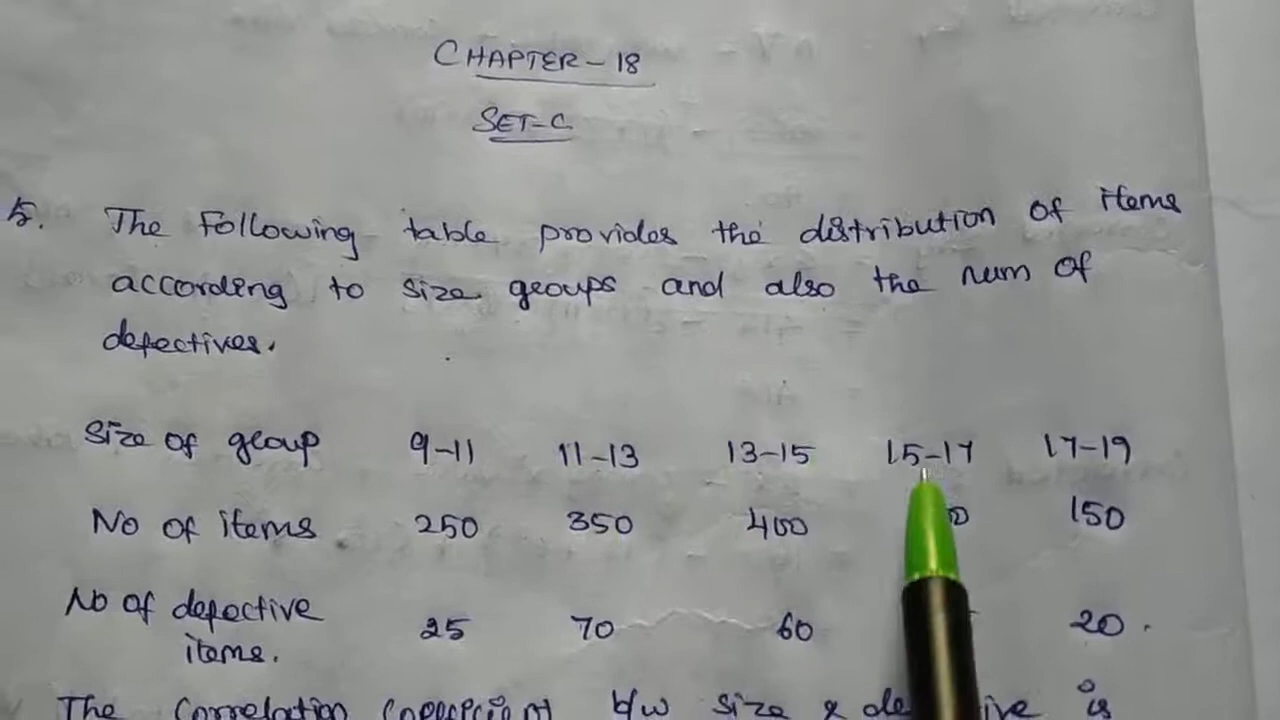 CHAPTER-18
SET-C
5. The Following table provides the distribution of items
according to size groups and also the num of
defectives.
Size of group 9-11 11-13 13-15 15-17 17-19
No of items 250 350 400 150
No of defective 25 70 60 20.
items.
The Correlation b/w size & is